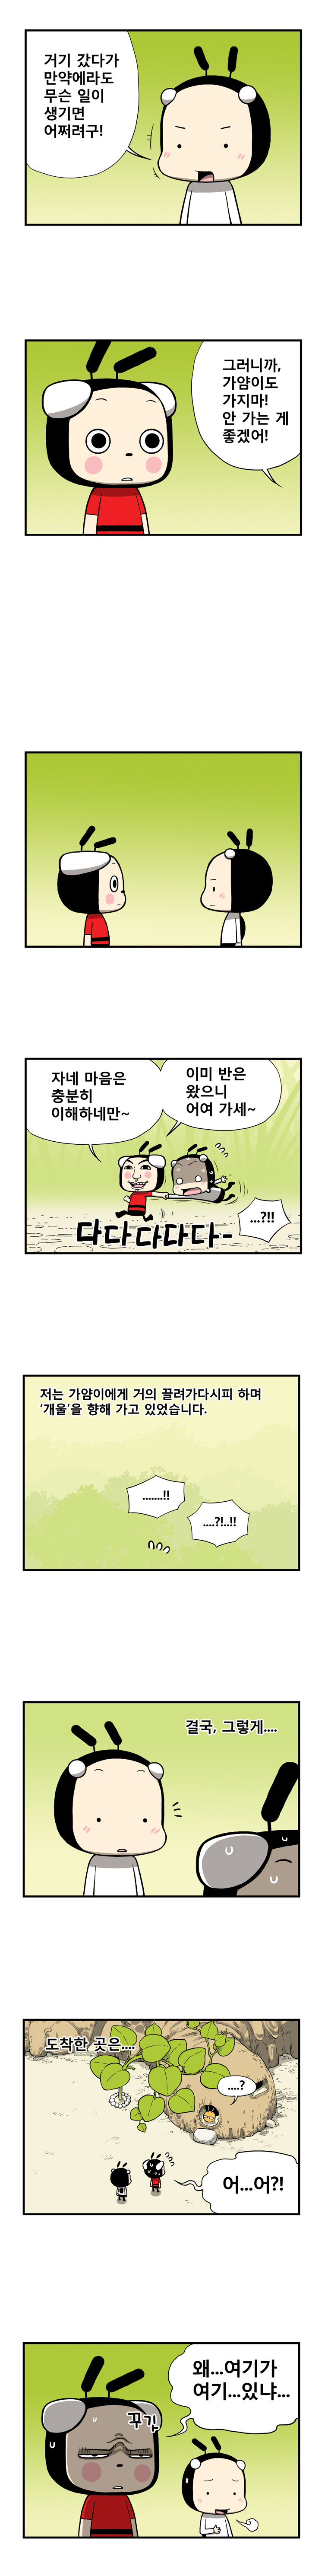 거기 갔다가
만약에라도
무슨 일이
생기면
어쩌려구!
그러니까,
가얌이도
가지마!
안 가는 게
좋겠어!
자네 마음은
충분히
이해하네만~
이미 반은
왔으니
어여 가세~
...?!!
다다다다다-
저는 가얌이에게 거의 끌려가다시피 하며
'개울'을 향해 가고 있었습니다.
.......!!
....?!..!!
결국, 그렇게....
도착한 곳은....
....?
어...어?!
왜...여기가
여기...있냐...
꾸깃